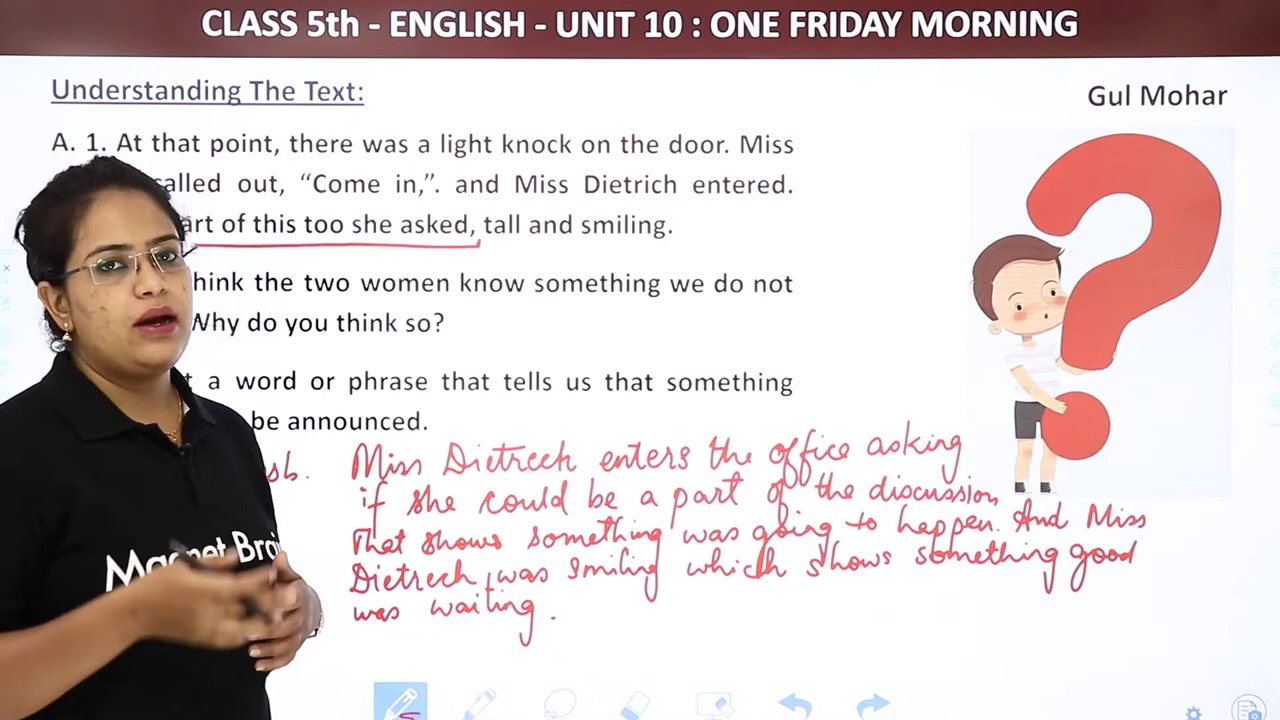 CLASS 5th - ENGLISH - UNIT 10 : ONE FRIDAY MORNING
Understanding The Text:
Gul Mohar
A. 1. At that point, there was a light knock on the door. Miss
called out, “Come in,”. and Miss Dietrich entered.
of this too she asked, tall and smiling.
the two women know something we do not
Why do you think so?
a word or phrase that tells us that something
be announced.
Miss Dietrech enters the office asking
if she could be a part of the discussion
That shows something was going to happen. And Miss
Dietrech was smiling which shows something good
was waiting.
Magnet